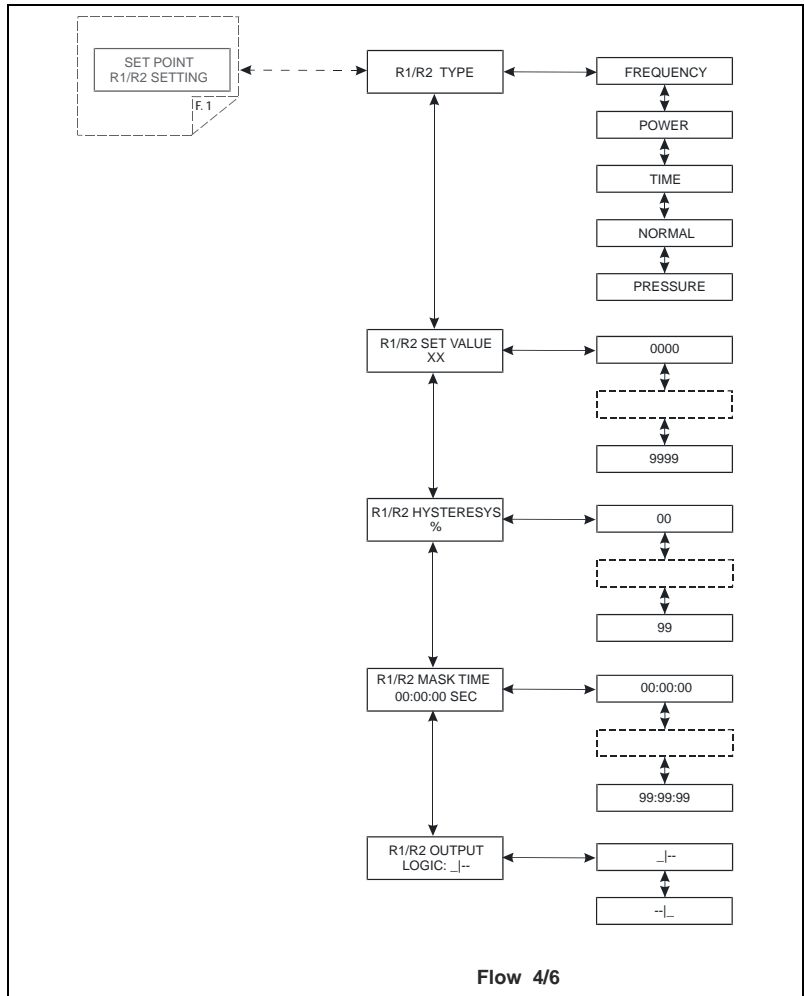 SET POINT
R1/R2 SETTING
F. 1
R1/R2 TYPE
FREQUENCY
POWER
TIME
NORMAL
PRESSURE
R1/R2 SET VALUE
XX
0000
9999
R1/R2 HYSTERESYS
%
00
99
R1/R2 MASK TIME
00:00:00 SEC
00:00:00
99:99:99
R1/R2 OUTPUT
LOGIC: _|--
_|--
--|_
Flow 4/6